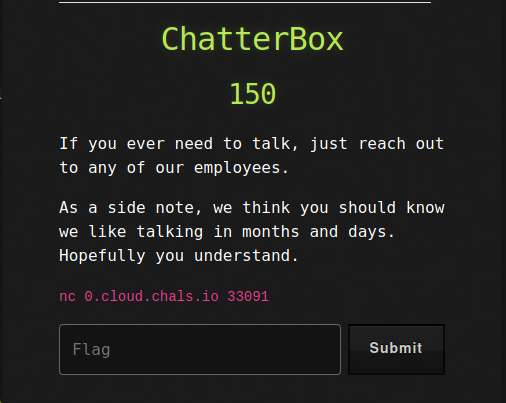 ChatterBox
150
If you ever need to talk, just reach out
to any of our employees.
As a side note, we think you should know
we like talking in months and days.
Hopefully you understand.
nc 0.cloud.chals.io 33091
Flag
Submit